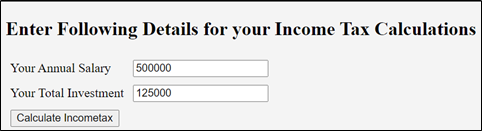 Enter Following Details for your Income Tax Calculations
Your Annual Salary 500000
Your Total Investment 125000
Calculate Incometax